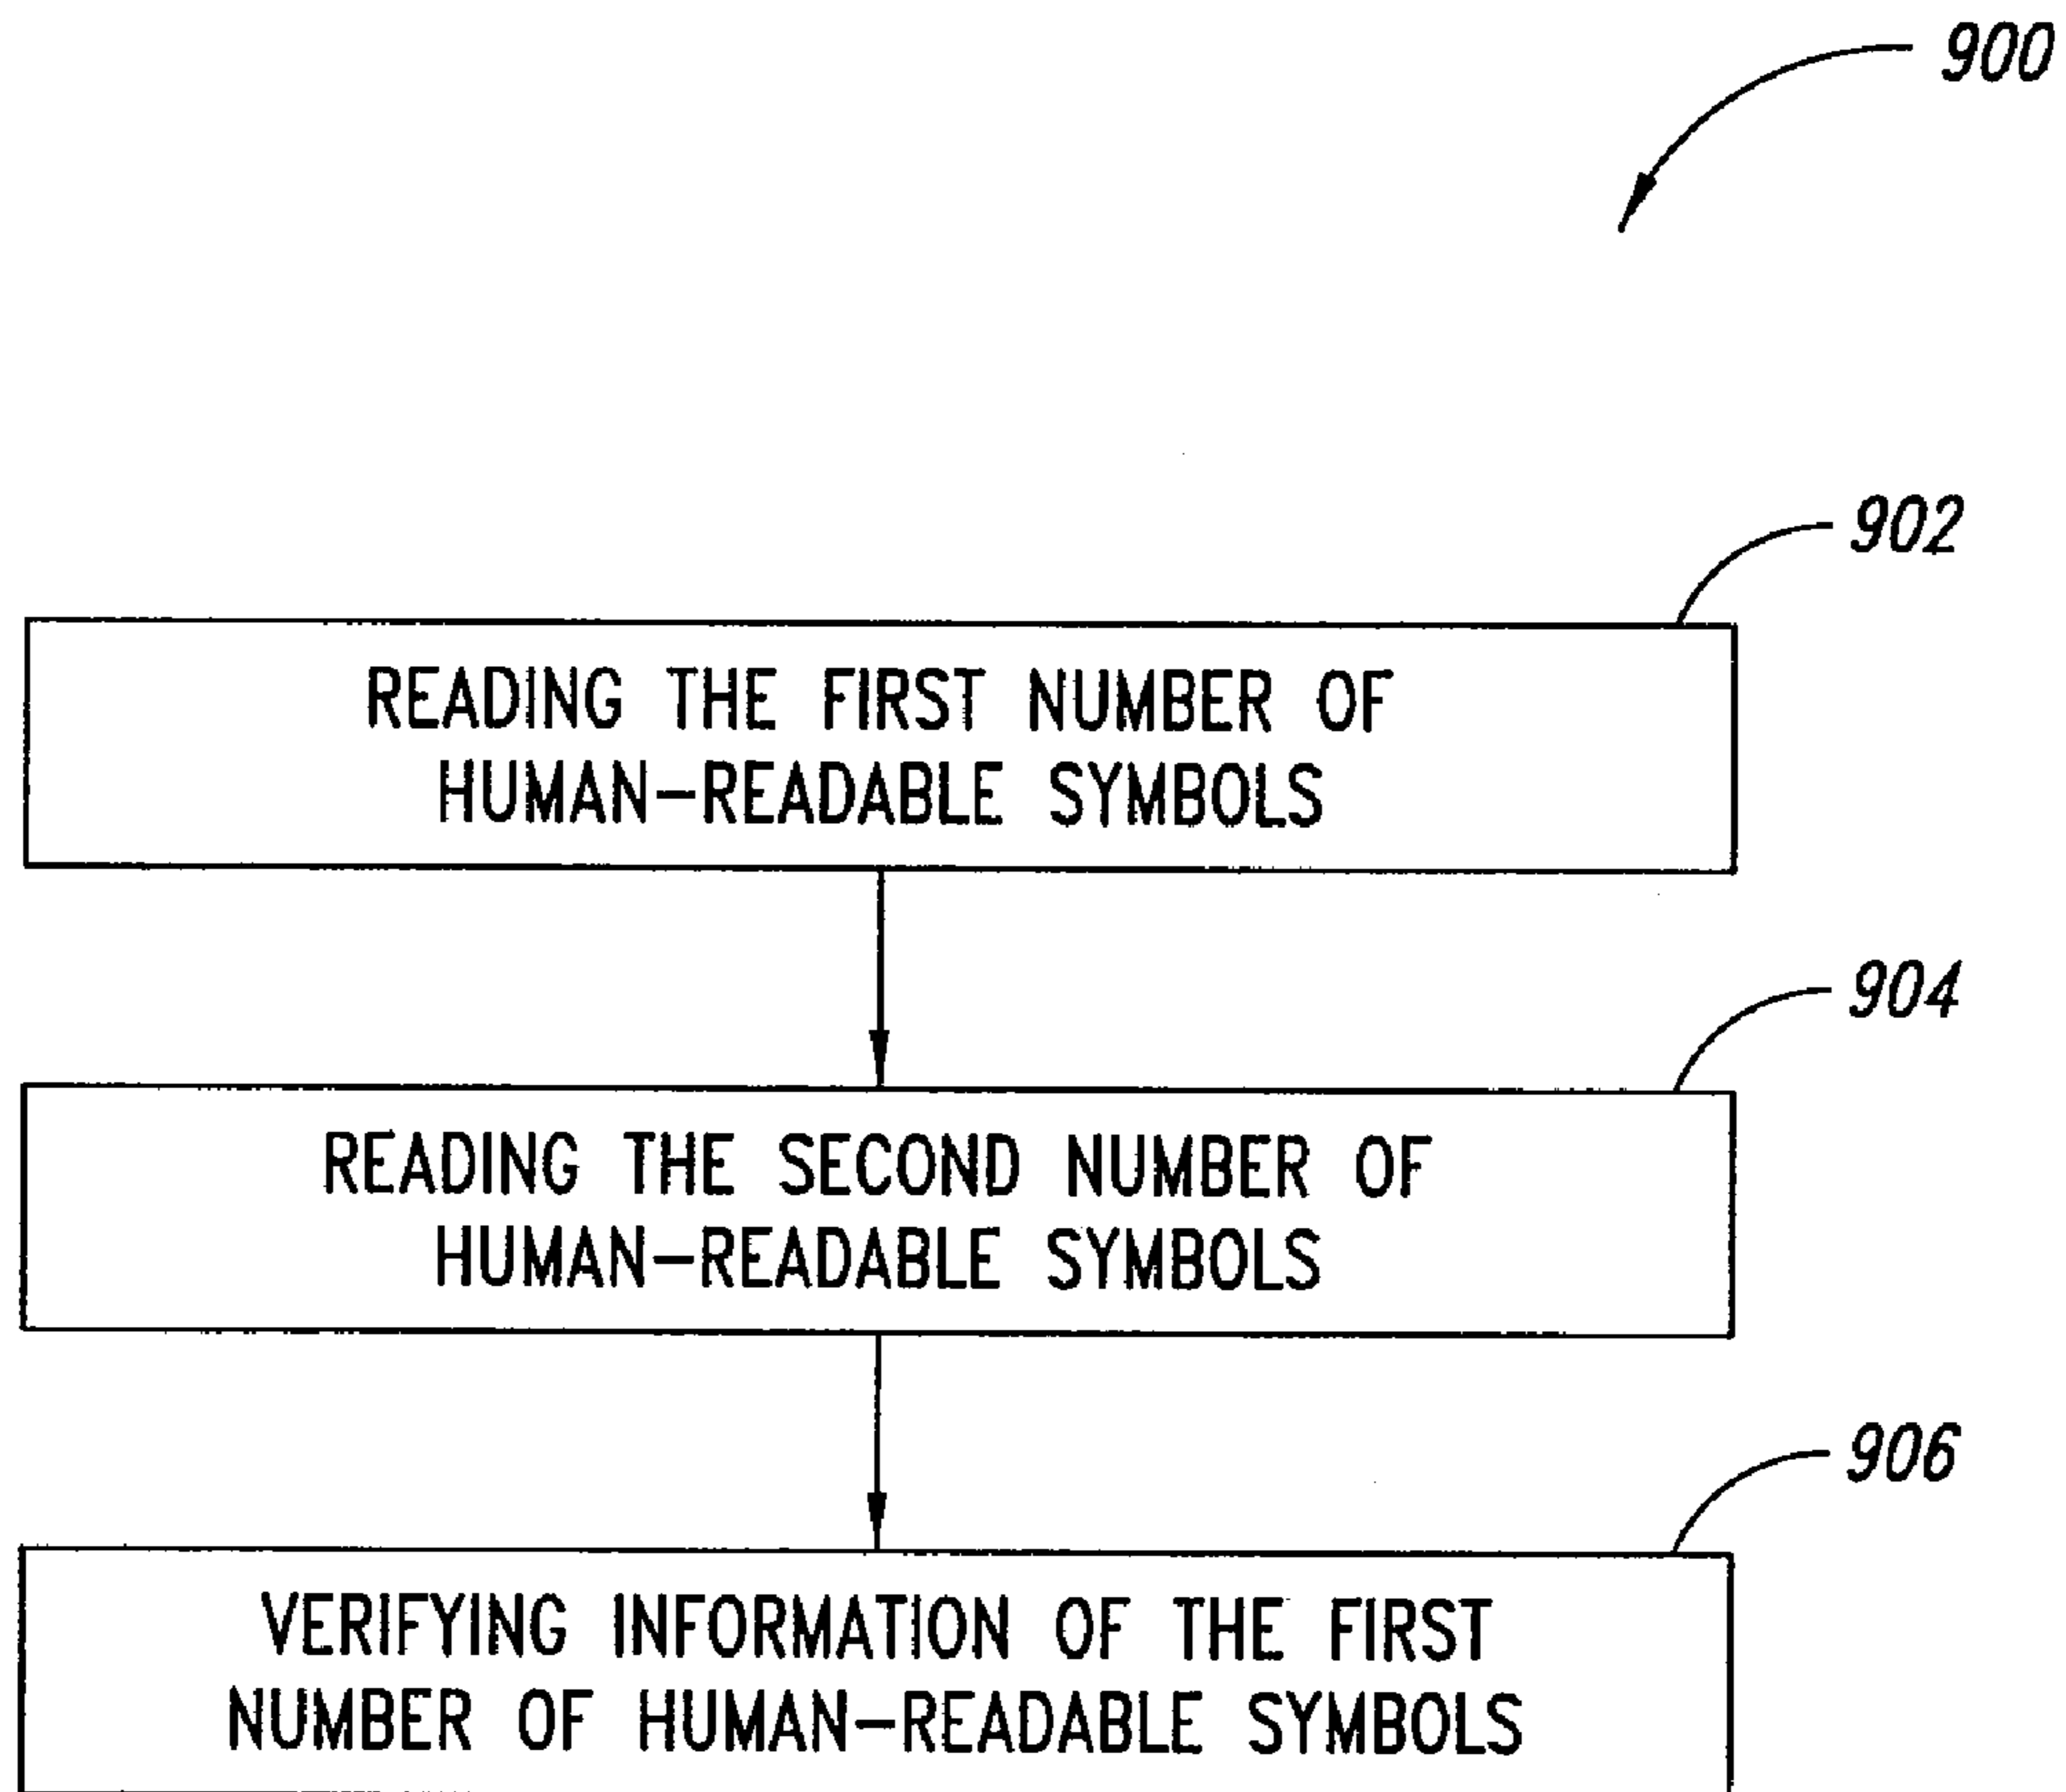 900
902
READING THE FIRST NUMBER OF
HUMAN-READABLE SYMBOLS
904
READING THE SECOND NUMBER OF
HUMAN-READABLE SYMBOLS
906
VERIFYING INFORMATION OF THE FIRST
NUMBER OF HUMAN-READABLE SYMBOLS